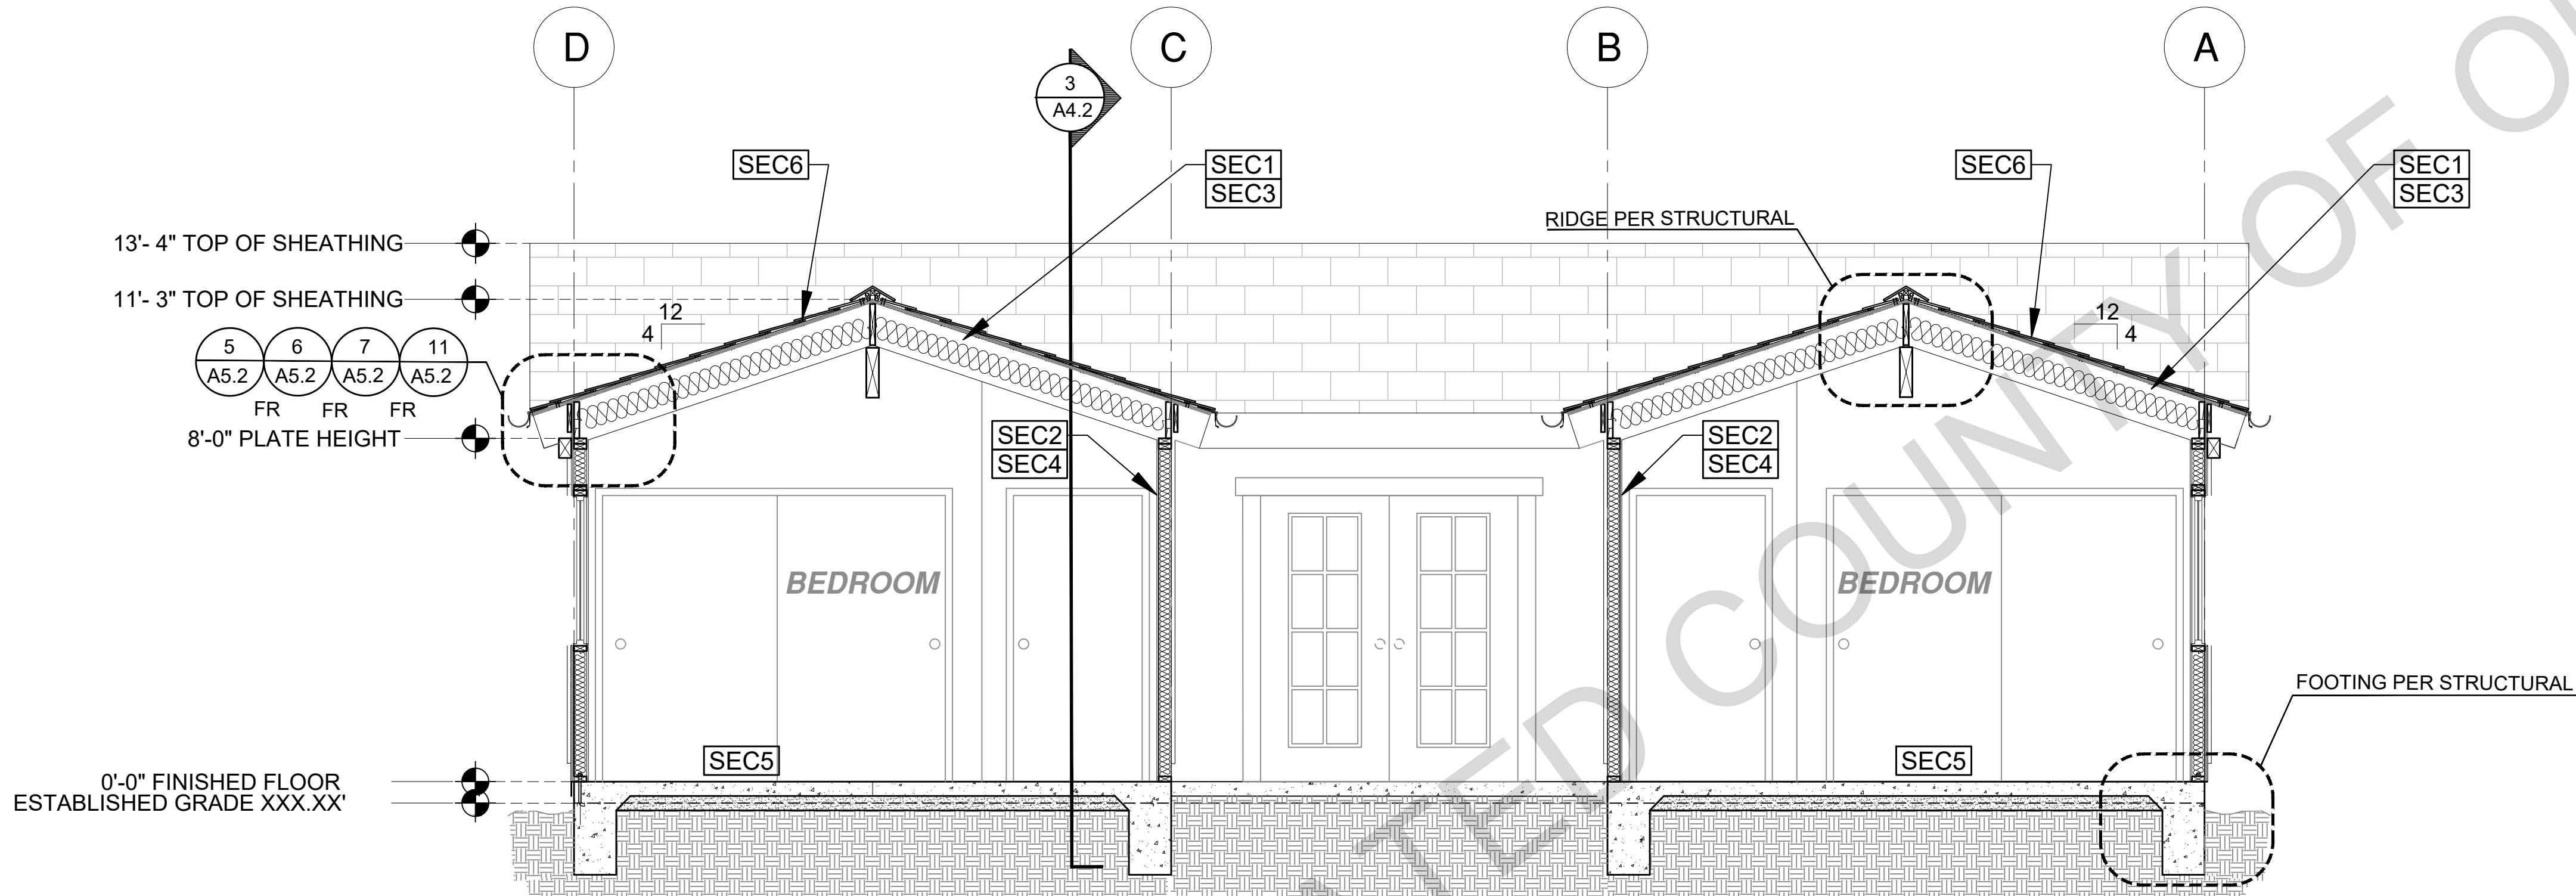 D
C
B
A
3
A4.2
SEC6
SEC1
SEC3
SEC6
SEC1
SEC3
RIDGE PER STRUCTURAL
13'- 4" TOP OF SHEATHING
11'- 3" TOP OF SHEATHING
12
4
12
4
5
6
7
11
A5.2
A5.2
A5.2
A5.2
FR
FR
FR
8'-0" PLATE HEIGHT
SEC2
SEC4
SEC2
SEC4
BEDROOM
BEDROOM
FOOTING PER STRUCTURAL
SEC5
SEC5
0'-0" FINISHED FLOOR
ESTABLISHED GRADE XXX.XX'
COUNTY OF